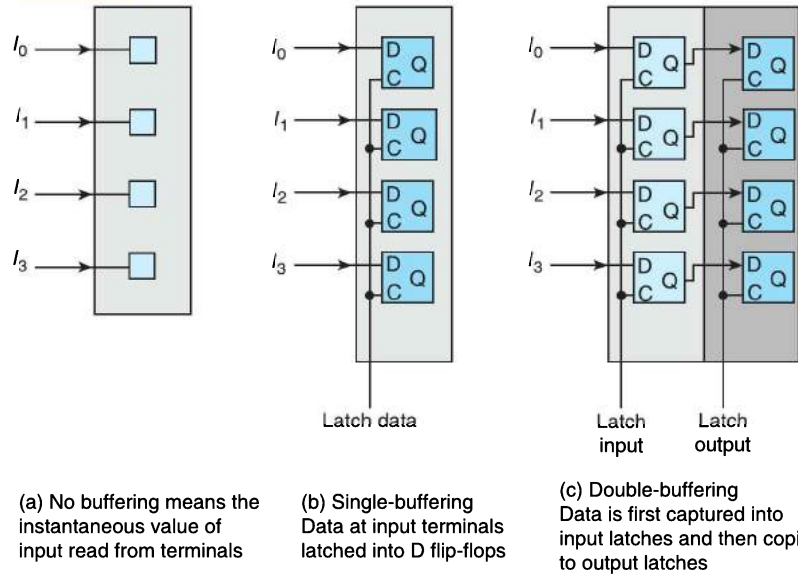 I0
I1
I2
I3
I0
D
Q
C
I1
D
Q
C
I2
D
Q
C
I3
D
Q
C
Latch data
I0
D
Q
C
D
Q
C
I1
D
Q
C
D
Q
C
I2
D
Q
C
D
Q
C
I3
D
Q
C
D
Q
C
Latch
input
Latch
output
(a) No buffering means the
instantaneous value of
input read from terminals
(b) Single-buffering
Data at input terminals
latched into D flip-flops
(c) Double-buffering
Data is first captured into
input latches and then copi
to output latches